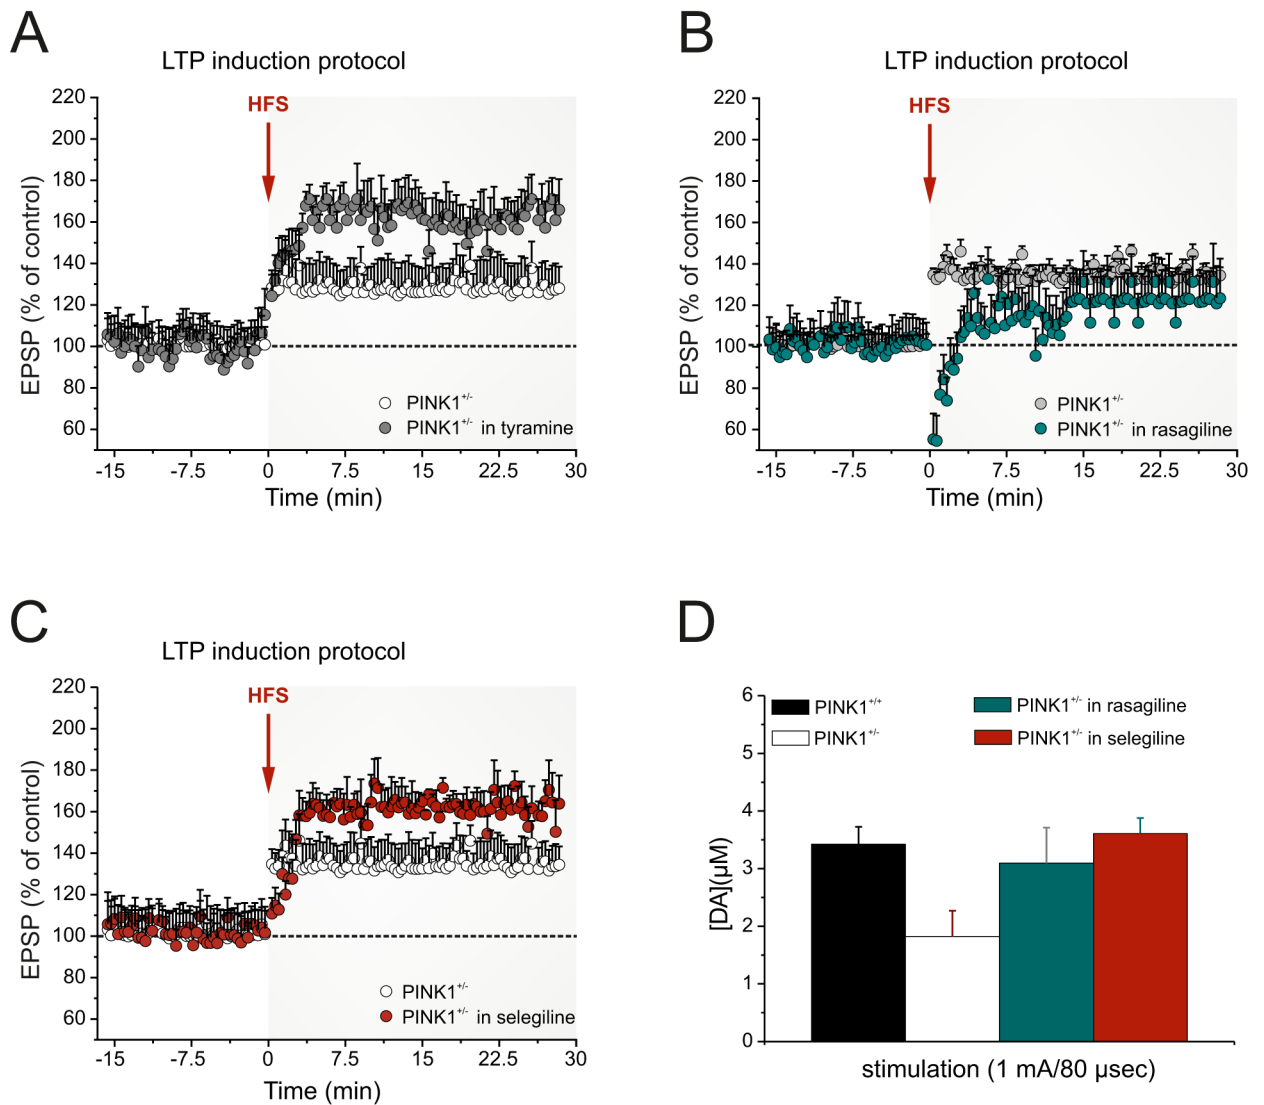 A
LTP induction protocol
HFS
220
200
180
160
140
120
100
80
60
EPSP (% of control)
PINK1+/-
PINK1+/- in tyramine
-15 -7.5 0 7.5 15 22.5 30
Time (min)
B
LTP induction protocol
HFS
220
200
180
160
140
120
100
80
60
EPSP (% of control)
PINK1+/-
PINK1+/- in rasagiline
-15 -7.5 0 7.5 15 22.5 30
Time (min)
C
LTP induction protocol
HFS
220
200
180
160
140
120
100
80
60
EPSP (% of control)
PINK1+/-
PINK1+/- in selegiline
-15 -7.5 0 7.5 15 22.5 30
Time (min)
D
6
5
4
3
2
1
0
[DA](µM)
PINK1+/+
PINK1+/-
PINK1+/- in rasagiline
PINK1+/- in selegiline
stimulation (1 mA/80 µsec)